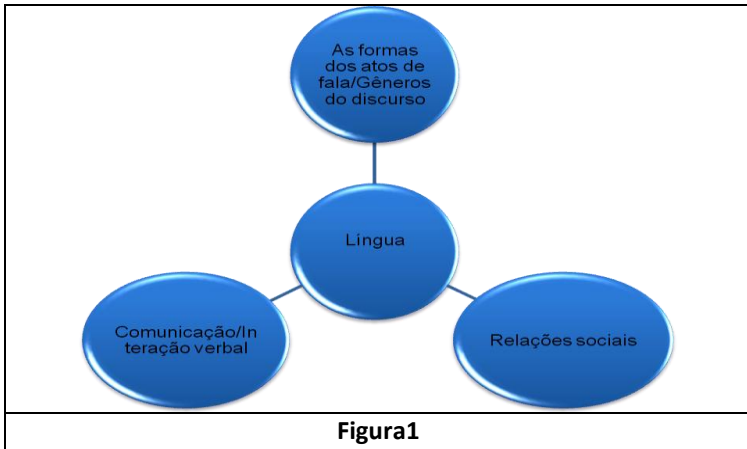 As formas
dos atos de
fala/Gêneros
do discurso
Língua
Comunicação/In
teração verbal
Relações sociais
Figura1